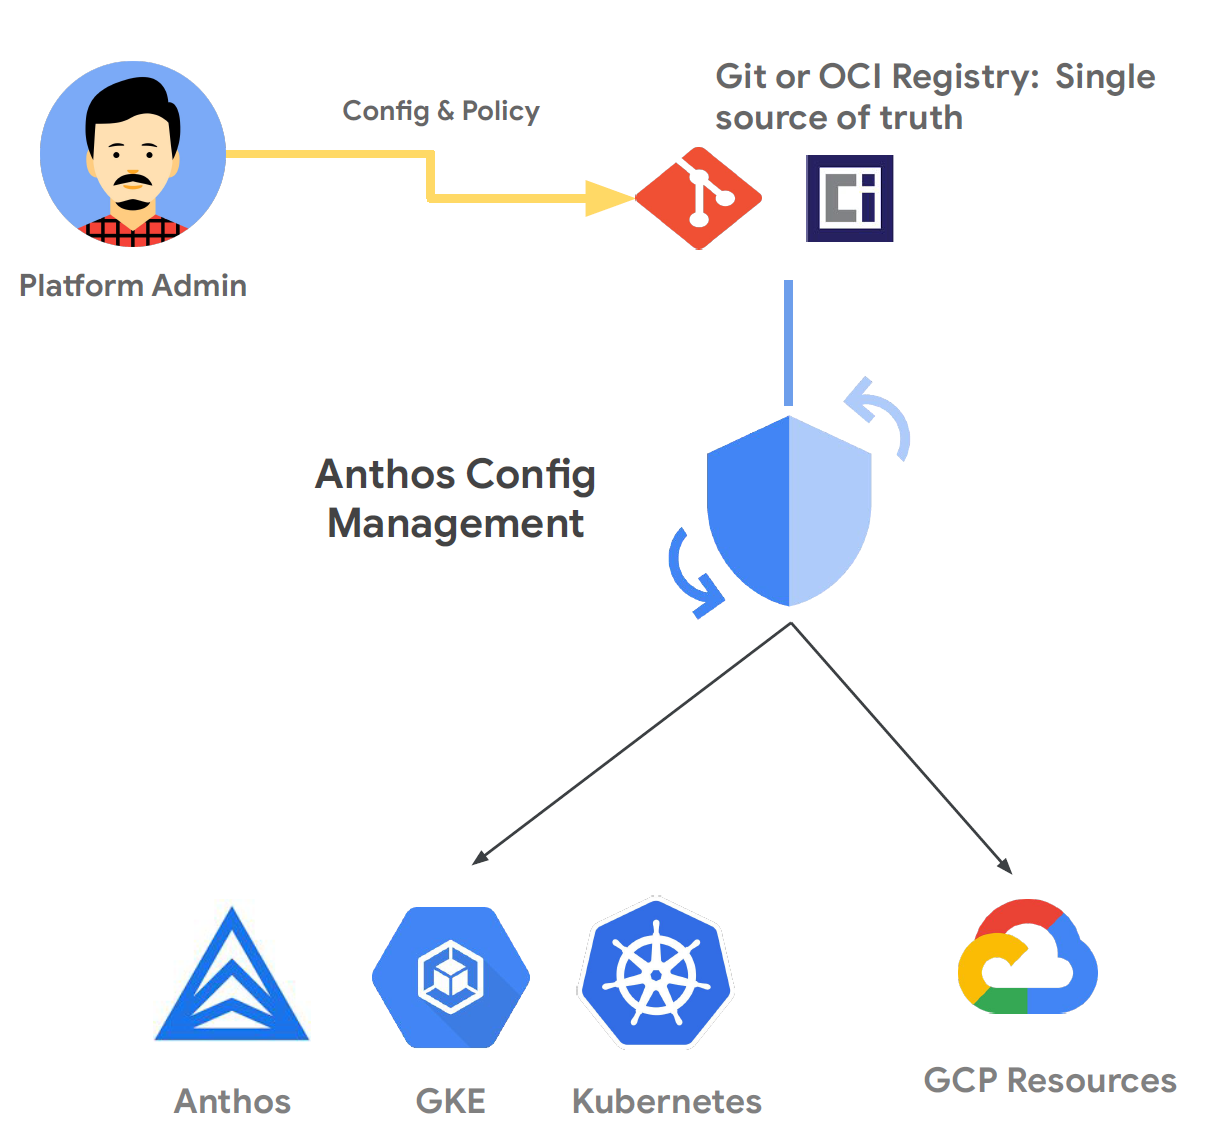 Git or OCI Registry:  Single
source of truth
Config & Policy
Ci
Platform Admin
Anthos Config
Management
GCP Resources
Anthos
GKE
Kubernetes